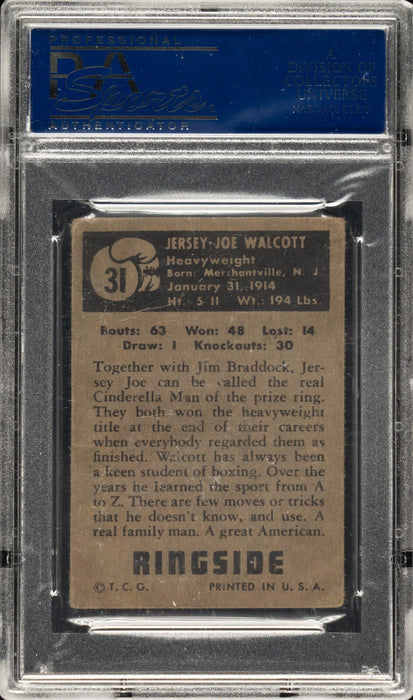 PROFESSIONAL
PSA
Sports
AUTHENTICATOR
A
DIVISION OF
COLLECTORS
UNIVERSE
31
JERSEY-JOE WALCOTT
Heavyweight
Born: Merchantville, N. J
January 31, 1914
Ht.: 5 11 Wt.: 194 Lbs.
Bouts: 63 Won: 48 Lost: 14
Draw: 1 Knockouts: 30
Together with Jim Braddock, Jer-
sey Joe can be called the real
Cinderella Man of the prize ring.
They both won the heavyweight
title at the end of their careers
when everybody regarded them as
finished. Walcott has always been
a keen student of boxing. Over the
years he learned the sport from A
to Z. There are few moves or tricks
that he doesn't know, and use. A
real family man. A great American.
RINGSIDE
© T. C. G. PRINTED IN U. S. A.